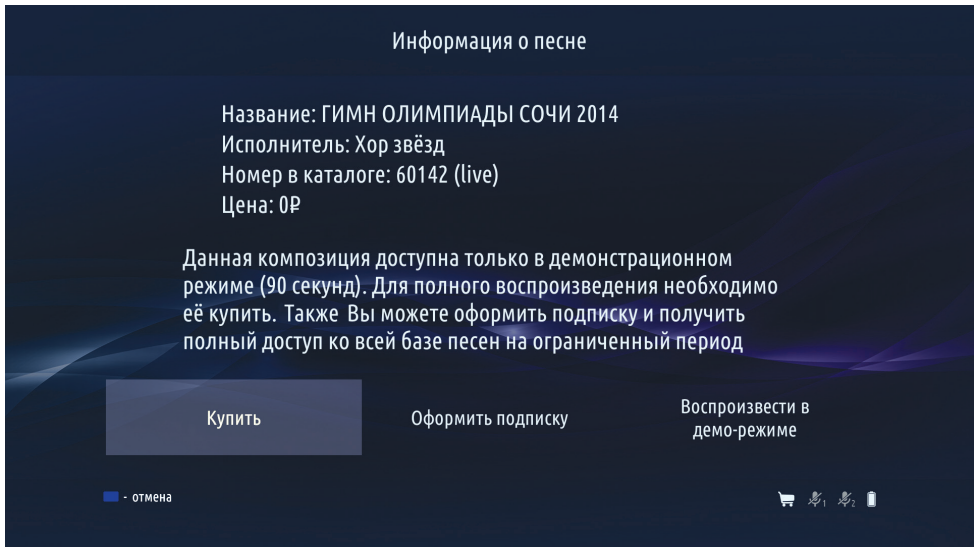 Информация о песне
Название: ГИМН ОЛИМПИАДЫ СОЧИ 2014
Исполнитель: Хор звёзд
Номер в каталоге: 60142 (live)
Цена: 0₽
Данная композиция доступна только в демонстрационном
режиме (90 секунд). Для полного воспроизведения необходимо
её купить. Также Вы можете оформить подписку и получить
полный доступ ко всей базе песен на ограниченный период
Купить
Оформить подписку
Воспроизвести в
демо-режиме
- отмена
1
2